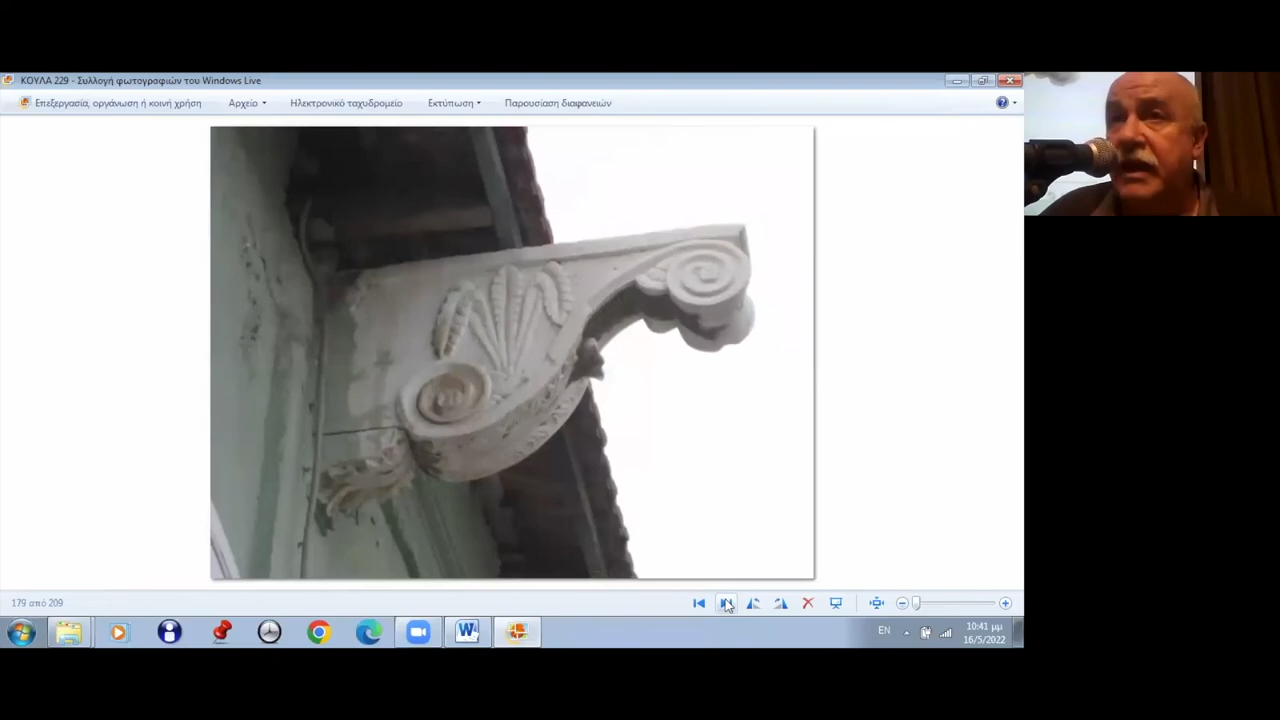 ΚΟΥΛΑ 229 - Συλλογή φωτογραφιών του Windows Live
Επεξεργασία, οργάνωση ή κοινή χρήση Αρχείο Ηλεκτρονικό ταχυδρομείο Εκτύπωση Παρουσίαση διαφανειών
179 από 209
EN
10:41 μμ
16/5/2022